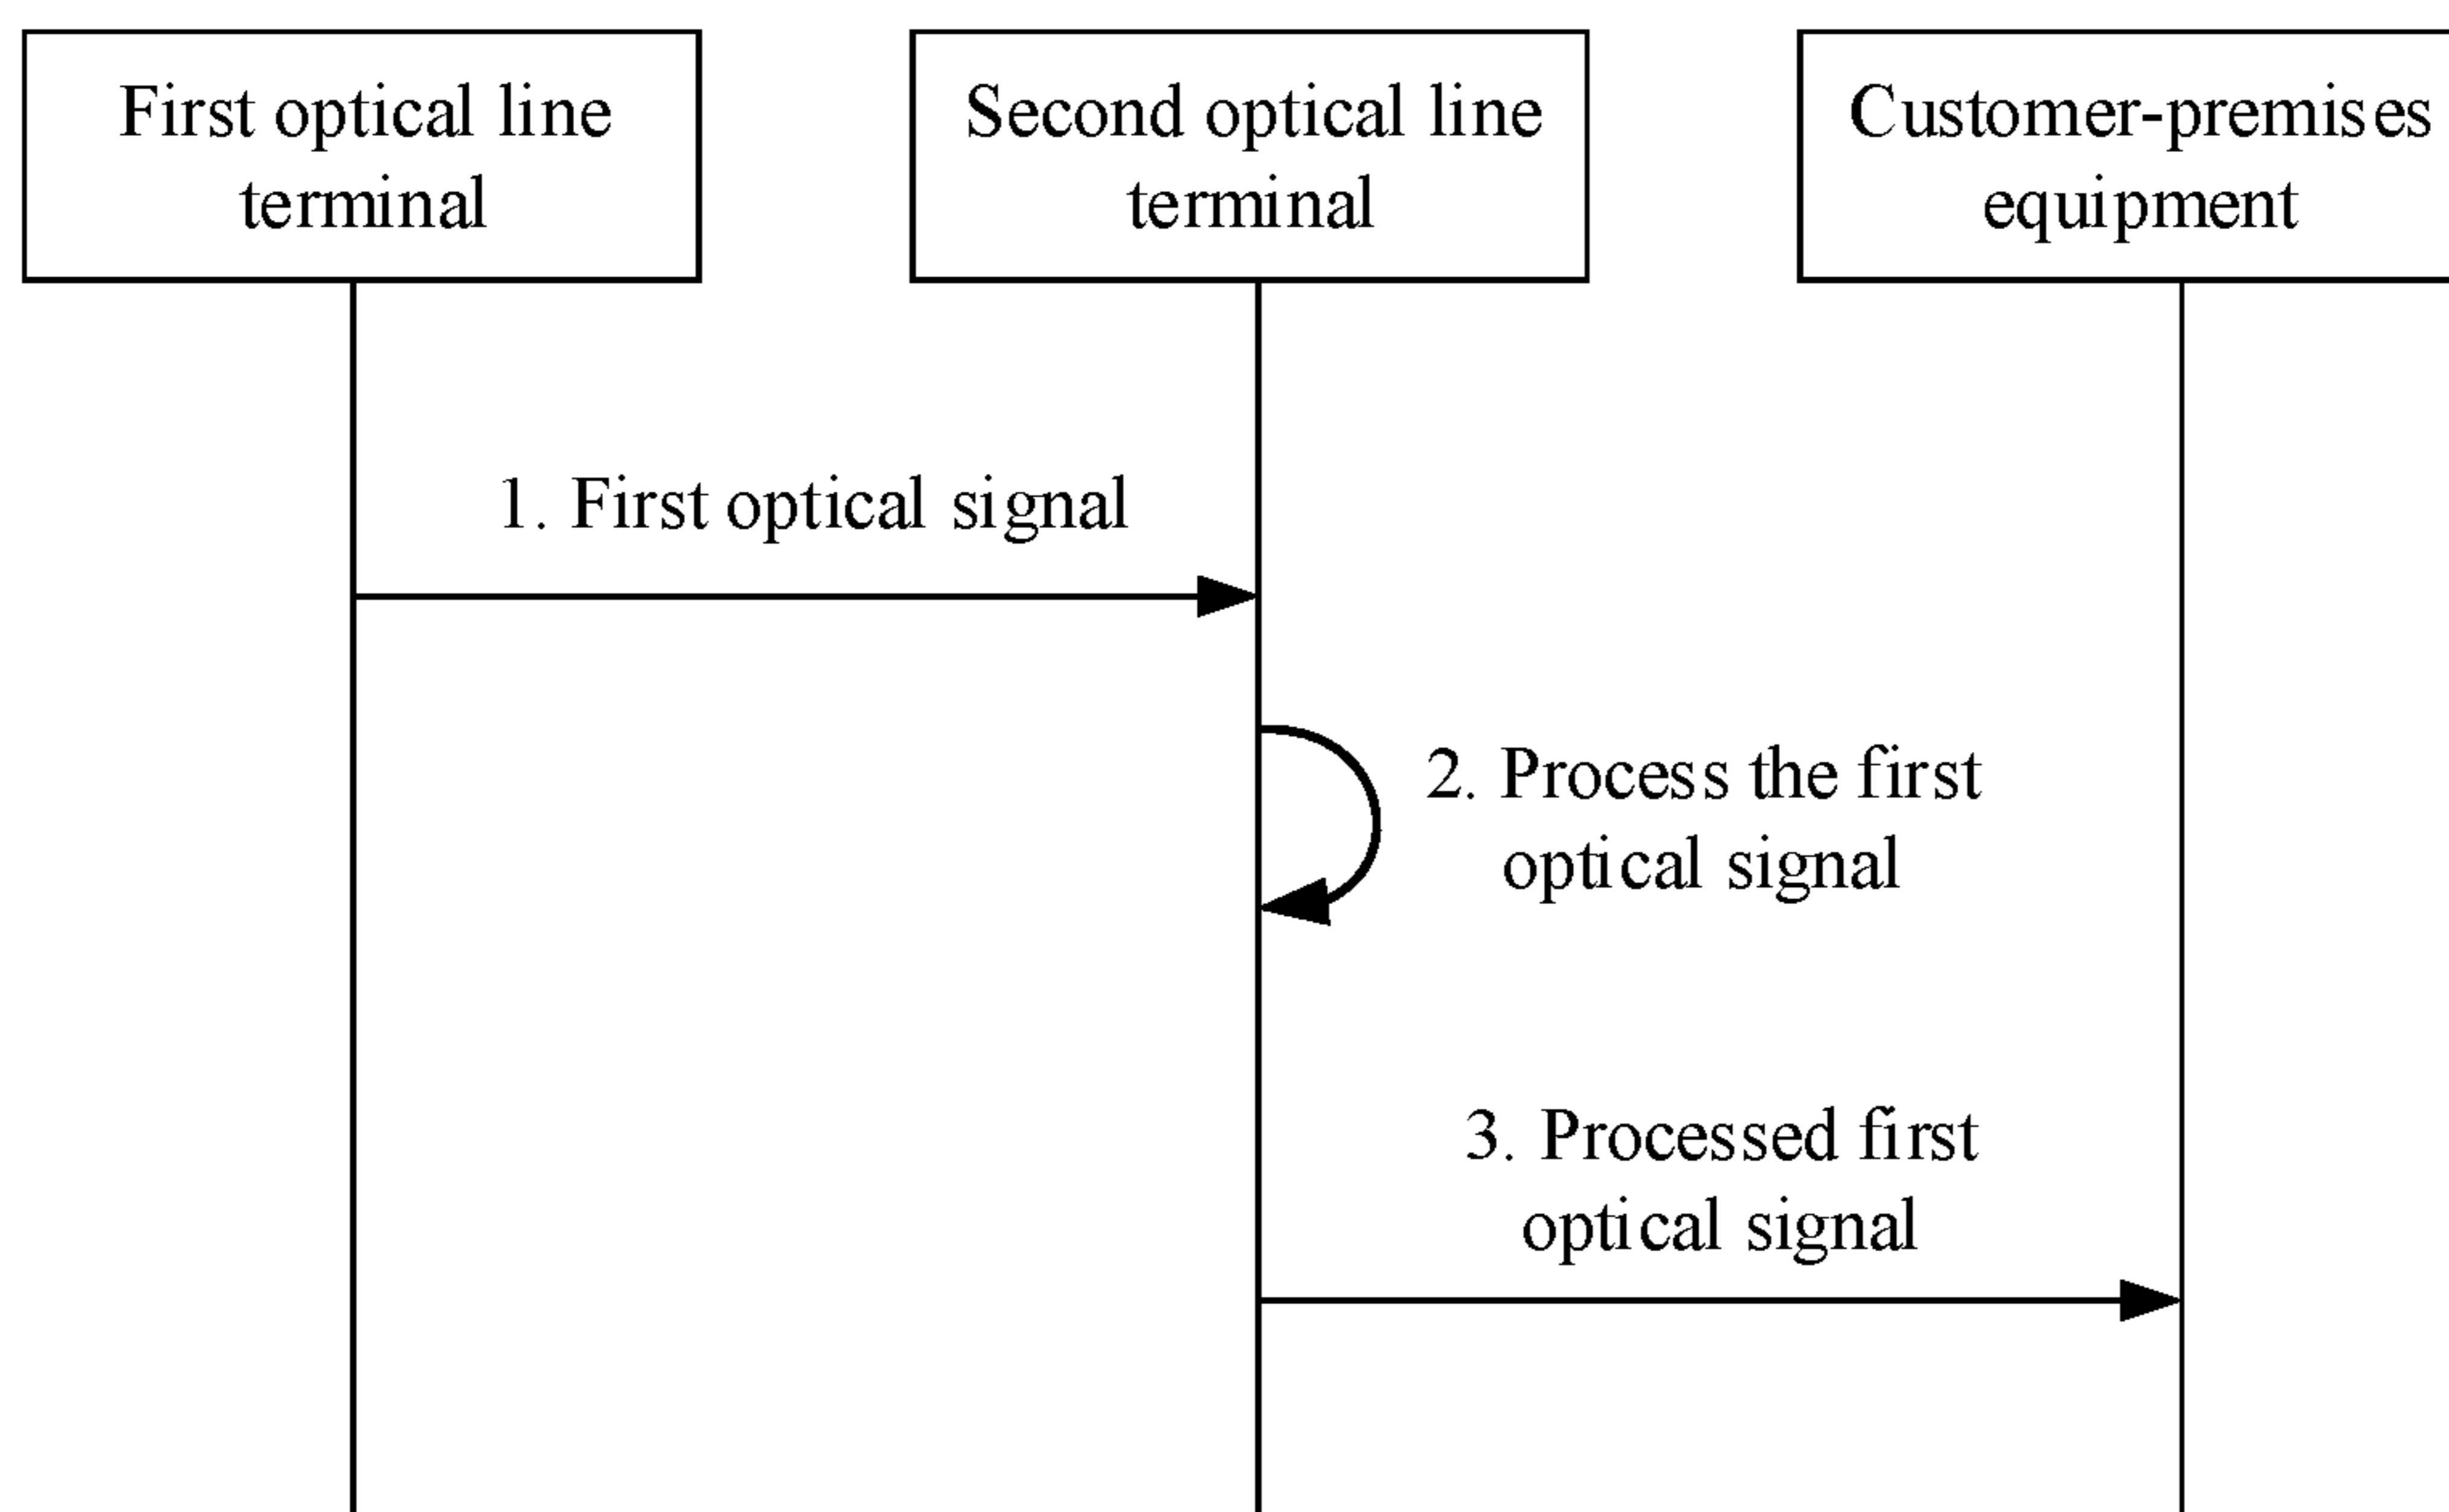 First optical line
terminal
Second optical line
terminal
Customer-premises
equipment
1. First optical signal
2. Process the first
optical signal
3. Processed first
optical signal